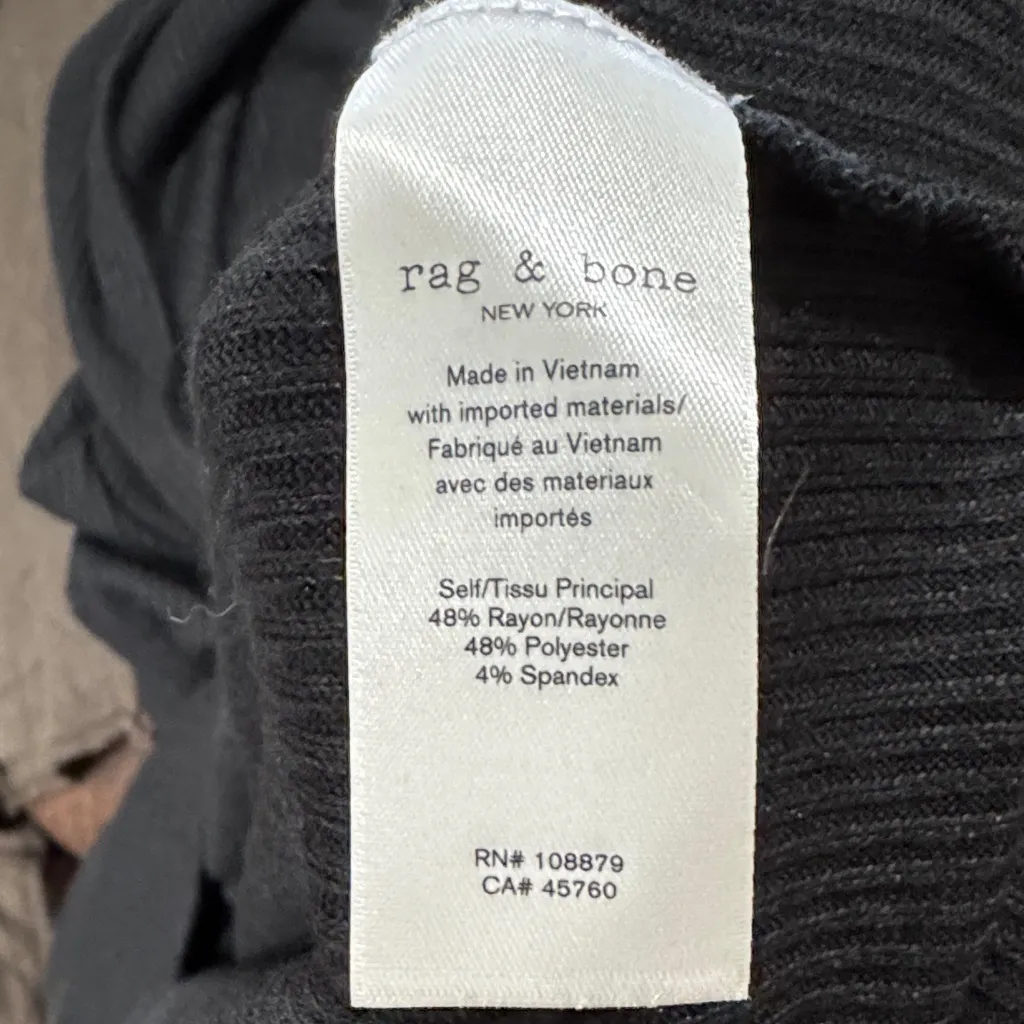 rag & bone
NEW YORK
Made in Vietnam
with imported materials/
Fabriqué au Vietnam
avec des materiaux
importés
Self/Tissu Principal
48% Rayon/Rayonne
48% Polyester
4% Spandex
RN# 108879
CA# 45760